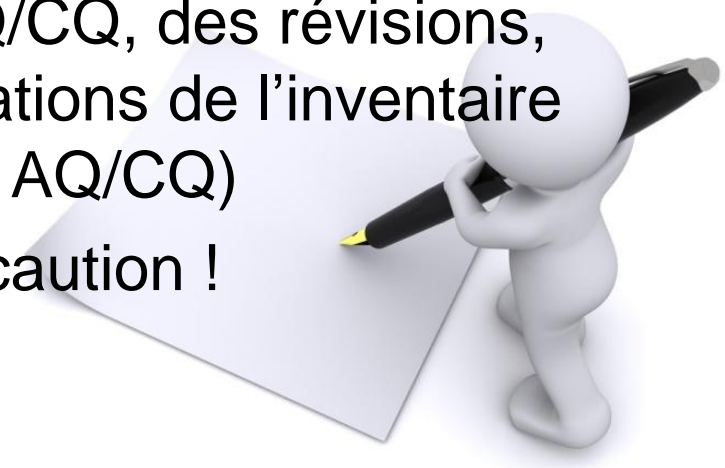 /CQ, des révisions,
ations de l'inventaire
AQ/CQ)
caution !